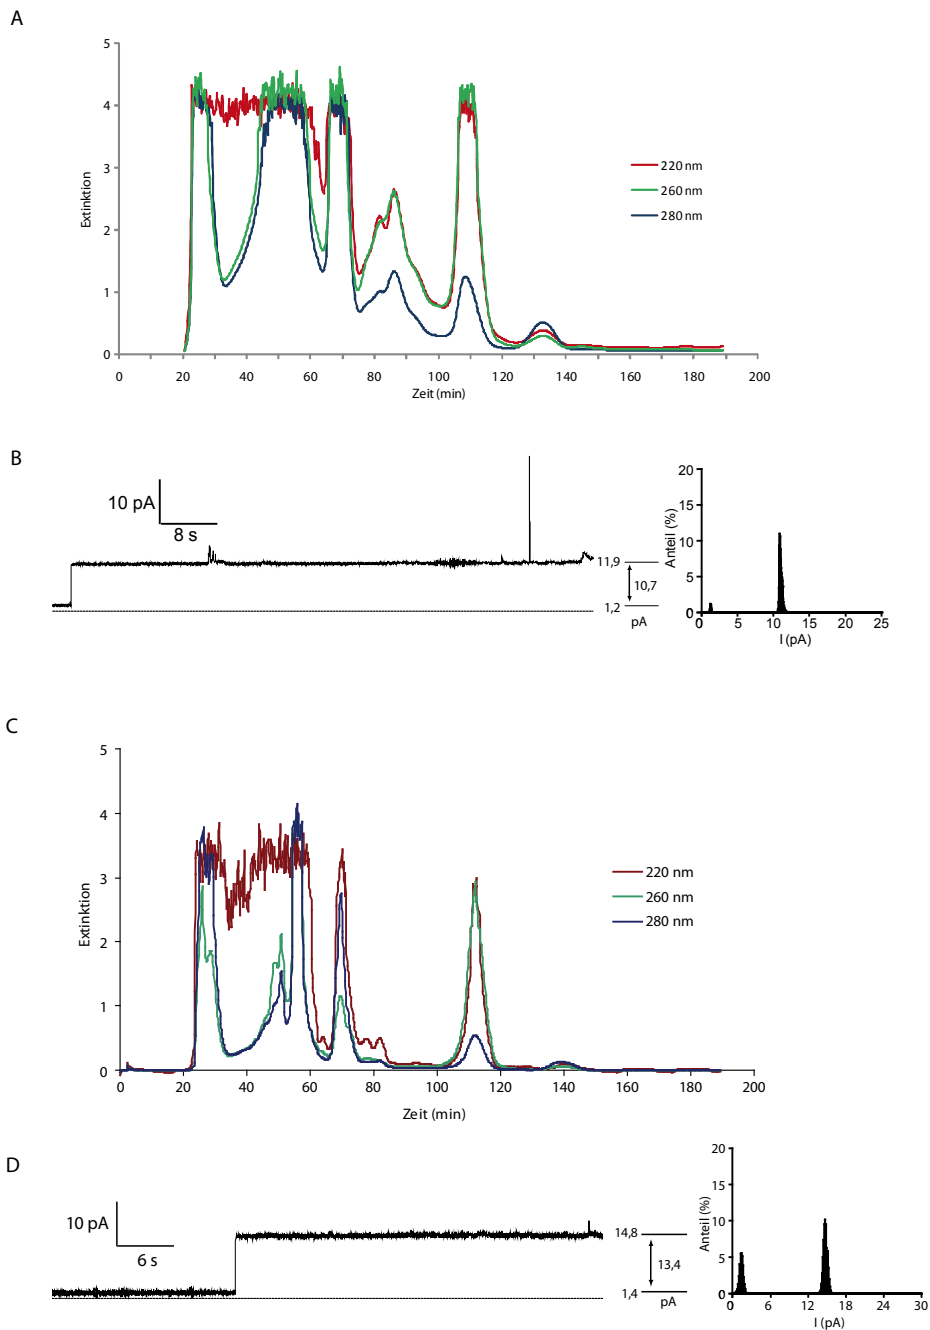 A
5
4
3
2
1
0
Extinktion
0 20 40 60 80 100 120 140 160 180 200
Zeit (min)
220 nm
260 nm
280 nm
B
10 pA
8 s
11,9
10,7
1,2
pA
20
15
10
5
0
Anteil (%)
0 5 10 15 20 25
I (pA)
C
5
4
3
2
1
0
Extinktion
0 20 40 60 80 100 120 140 160 180 200
Zeit (min)
220 nm
260 nm
280 nm
D
10 pA
6 s
14,8
13,4
1,4
pA
20
15
10
5
0
Anteil (%)
0 6 12 18 24 30
I (pA)